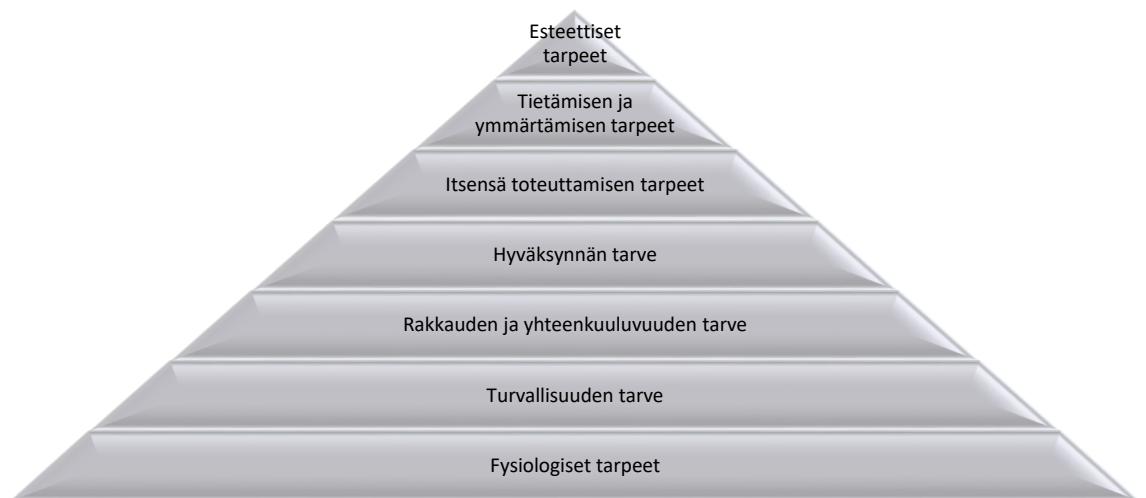 Esteettiset
tarpeet
Tietämisen ja
ymmärtämisen tarpeet
Itsensä toteuttamisen tarpeet
Hyväksynnän tarve
Rakkauden ja yhteenkuuluvuuden tarve
Turvallisuuden tarve
Fysiologiset tarpeet